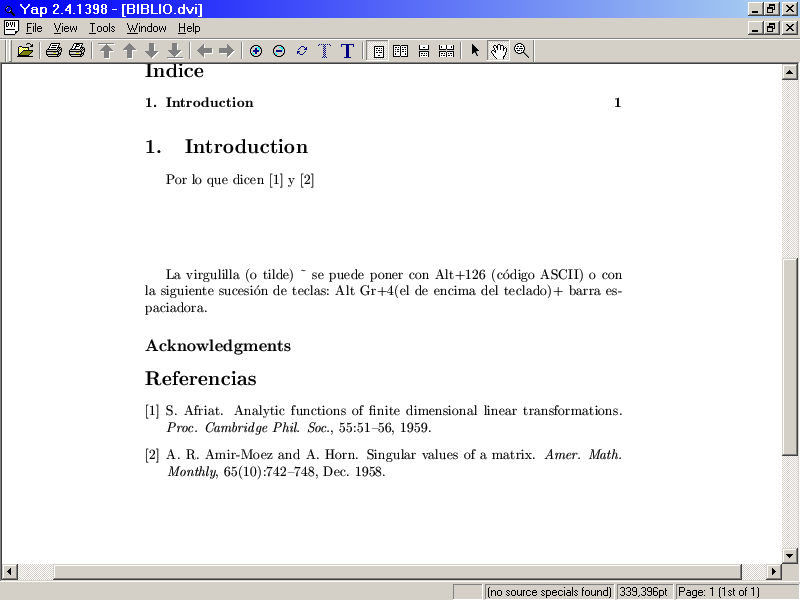 Yap 2.4.1398 - [BIBLIO.dvi]
File View Tools Window Help
Indice
1. Introduction 1
1. Introduction
Por lo que dicen [1] y [2]
La virgulilla (o tilde) ~ se puede poner con Alt+126 (código ASCII) o con
la siguiente sucesión de teclas: Alt Gr+4(el de encima del teclado)+ barra es-
paciadora.
Acknowledgments
Referencias
[1] S. Afriat. Analytic functions of finite dimensional linear transformations.
Proc. Cambridge Phil. Soc., 55:51–56, 1959.
[2] A. R. Amir-Moez and A. Horn. Singular values of a matrix. Amer. Math.
Monthly, 65(10):742–748, Dec. 1958.
(no source specials found) 339,396pt Page: 1 (1st of 1)